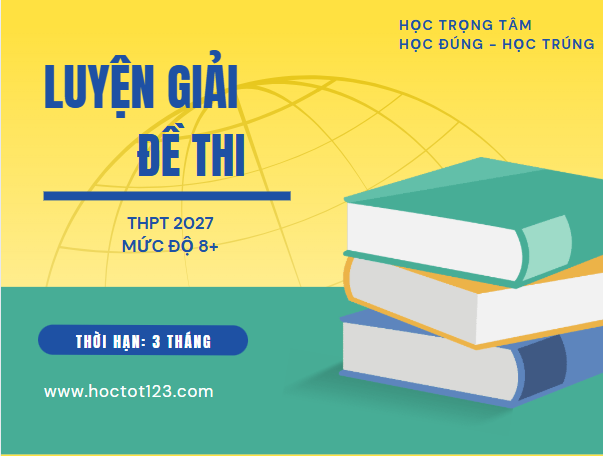 HỌC TRỌNG TÂM
HỌC ĐÚNG - HỌC TRÚNG
LUYỆN GIẢI
ĐỀ THI
THPT 2027
MỨC ĐỘ 8+
THỜI HẠN: 3 THÁNG
www.hoctot123.com